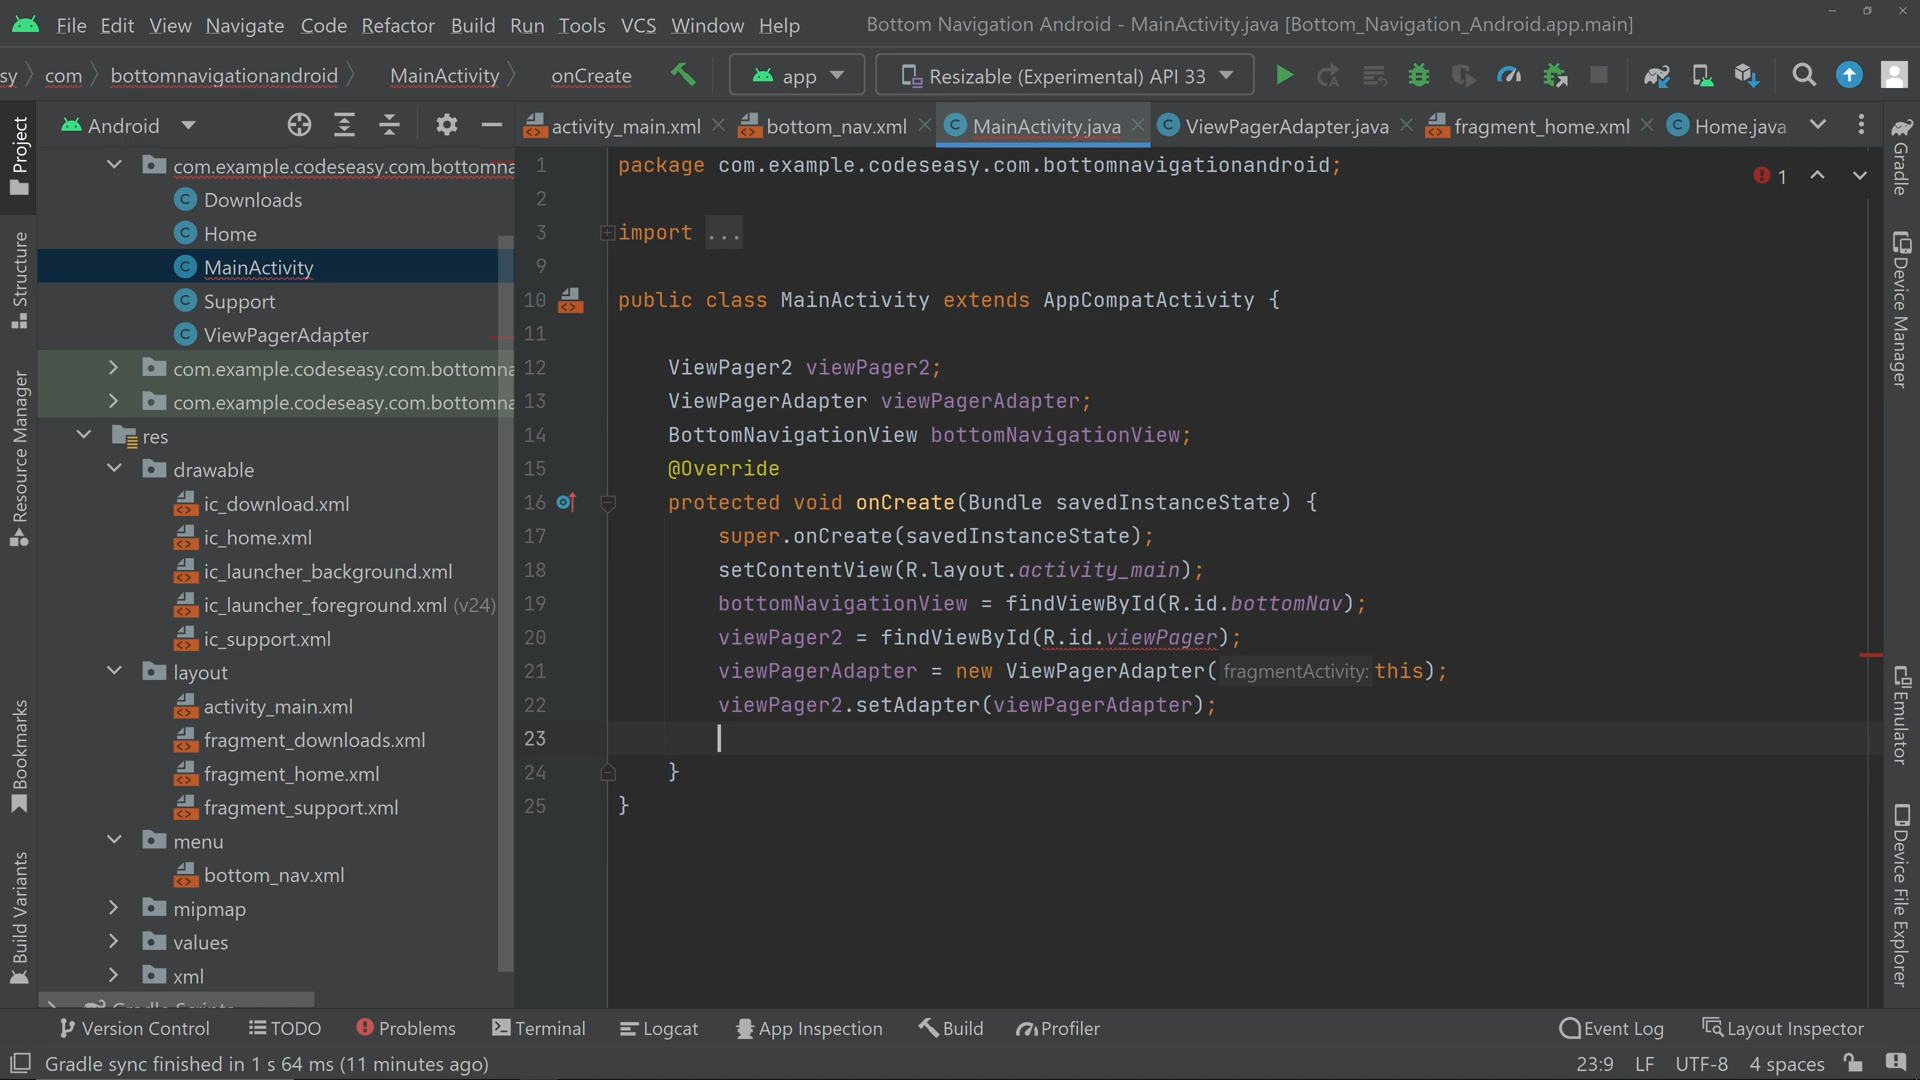 File Edit View Navigate Code Refactor Build Run Tools VCS Window Help Bottom Navigation Android - MainActivity.java [Bottom_Navigation_Android.app.main]
sy com bottomnavigationandroid MainActivity onCreate app Resizable (Experimental) API 33
Android activity_main.xml bottom_nav.xml MainActivity.java ViewPagerAdapter.java fragment_home.xml Home.java
Project
Structure
Resource Manager
Bookmarks
Build Variants
com.example.codeseasy.com.bottomna
Downloads
Home
MainActivity
Support
ViewPagerAdapter
com.example.codeseasy.com.bottomna
com.example.codeseasy.com.bottomna
res
drawable
ic_download.xml
ic_home.xml
ic_launcher_background.xml
ic_launcher_foreground.xml (v24)
ic_support.xml
layout
activity_main.xml
fragment_downloads.xml
fragment_home.xml
fragment_support.xml
menu
bottom_nav.xml
mipmap
values
xml
1 package com.example.codeseasy.com.bottomnavigationandroid;
2
3 import ...
9
10 public class MainActivity extends AppCompatActivity {
11
12 ViewPager2 viewPager2;
13 ViewPagerAdapter viewPagerAdapter;
14 BottomNavigationView bottomNavigationView;
15 @Override
16 protected void onCreate(Bundle savedInstanceState) {
17 super.onCreate(savedInstanceState);
18 setContentView(R.layout.activity_main);
19 bottomNavigationView = findViewById(R.id.bottomNav);
20 viewPager2 = findViewById(R.id.viewPager);
21 viewPagerAdapter = new ViewPagerAdapter( fragmentActivity: this);
22 viewPager2.setAdapter(viewPagerAdapter);
23
24 }
25 }
1
Gradle
Device Manager
Emulator
Device File Explorer
Version Control TODO Problems Terminal Logcat App Inspection Build Profiler Event Log Layout Inspector
Gradle sync finished in 1 s 64 ms (11 minutes ago) 23:9 LF UTF-8 4 spaces